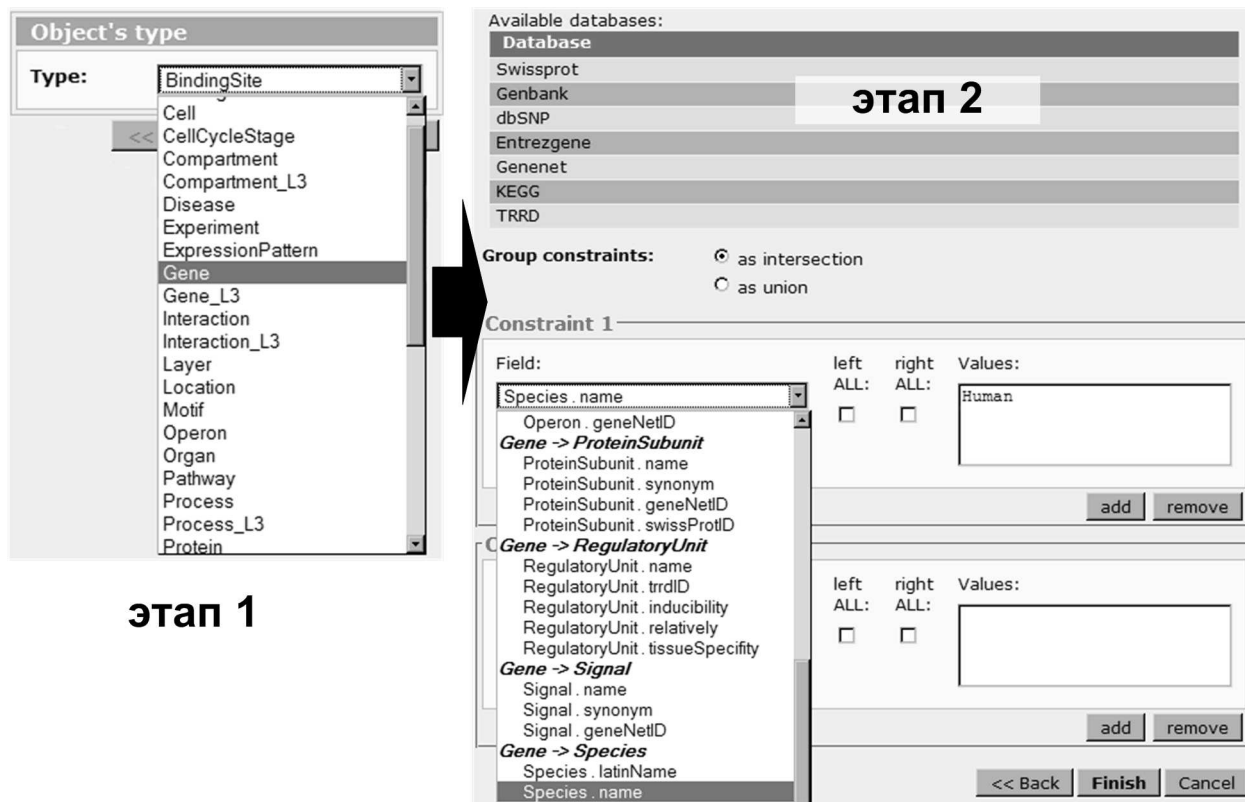 Object's type
Type:
BindingSite
Cell
<<
CellCycleStage
Compartment
Compartment_L3
Disease
Experiment
ExpressionPattern
Gene
Gene_L3
Interaction
Interaction_L3
Layer
Location
Motif
Operon
Organ
Pathway
Process
Process_L3
Protein
этап 1
Available databases:
Database
Swissprot
Genbank
dbSNP
Entrezgene
Genenet
KEGG
TRRD
этап 2
Group constraints:
as intersection
as union
Constraint 1
Field:
left ALL:
right ALL:
Values:
Species.name
Human
Operon.geneNetID
Gene -> ProteinSubunit
ProteinSubunit.name
ProteinSubunit.synonym
ProteinSubunit.geneNetID
ProteinSubunit.swissProtID
add
remove
Gene -> RegulatoryUnit
RegulatoryUnit.name
RegulatoryUnit.trrdID
RegulatoryUnit.inducibility
RegulatoryUnit.relatively
RegulatoryUnit.tissueSpecifity
Gene -> Signal
Signal.name
Signal.synonym
Signal.geneNetID
Gene -> Species
Species.latinName
Species.name
left ALL:
right ALL:
Values:
add
remove
<< Back
Finish
Cancel